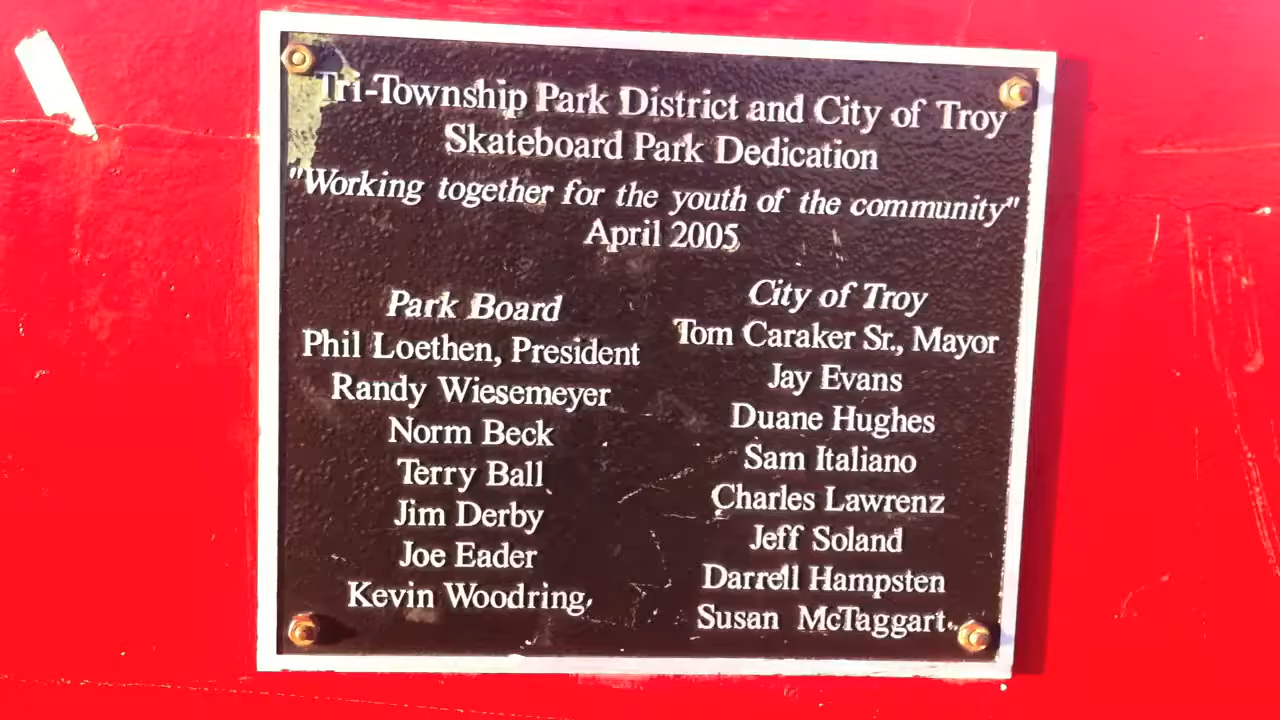 Tri-Township Park District and City of Troy
Skateboard Park Dedication
"Working together for the youth of the community"
April 2005
Park Board
Phil Loethen, President
Randy Wiesemeyer
Norm Beck
Terry Ball
Jim Derby
Joe Eader
Kevin Woodring
City of Troy
Tom Caraker Sr., Mayor
Jay Evans
Duane Hughes
Sam Italiano
Charles Lawrenz
Jeff Soland
Darrell Hampsten
Susan McTaggart